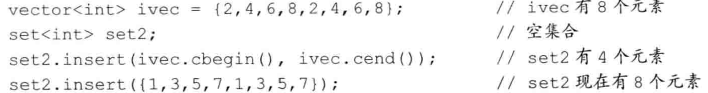 vector<int> ivec = {2,4,6,8,2,4,6,8}; // ivec 有 8 个元素
set<int> set2; // 空集合
set2.insert(ivec.cbegin(), ivec.cend()); // set2 有 4 个元素
set2.insert({1,3,5,7,1,3,5,7}); // set2 现在有 8 个元素